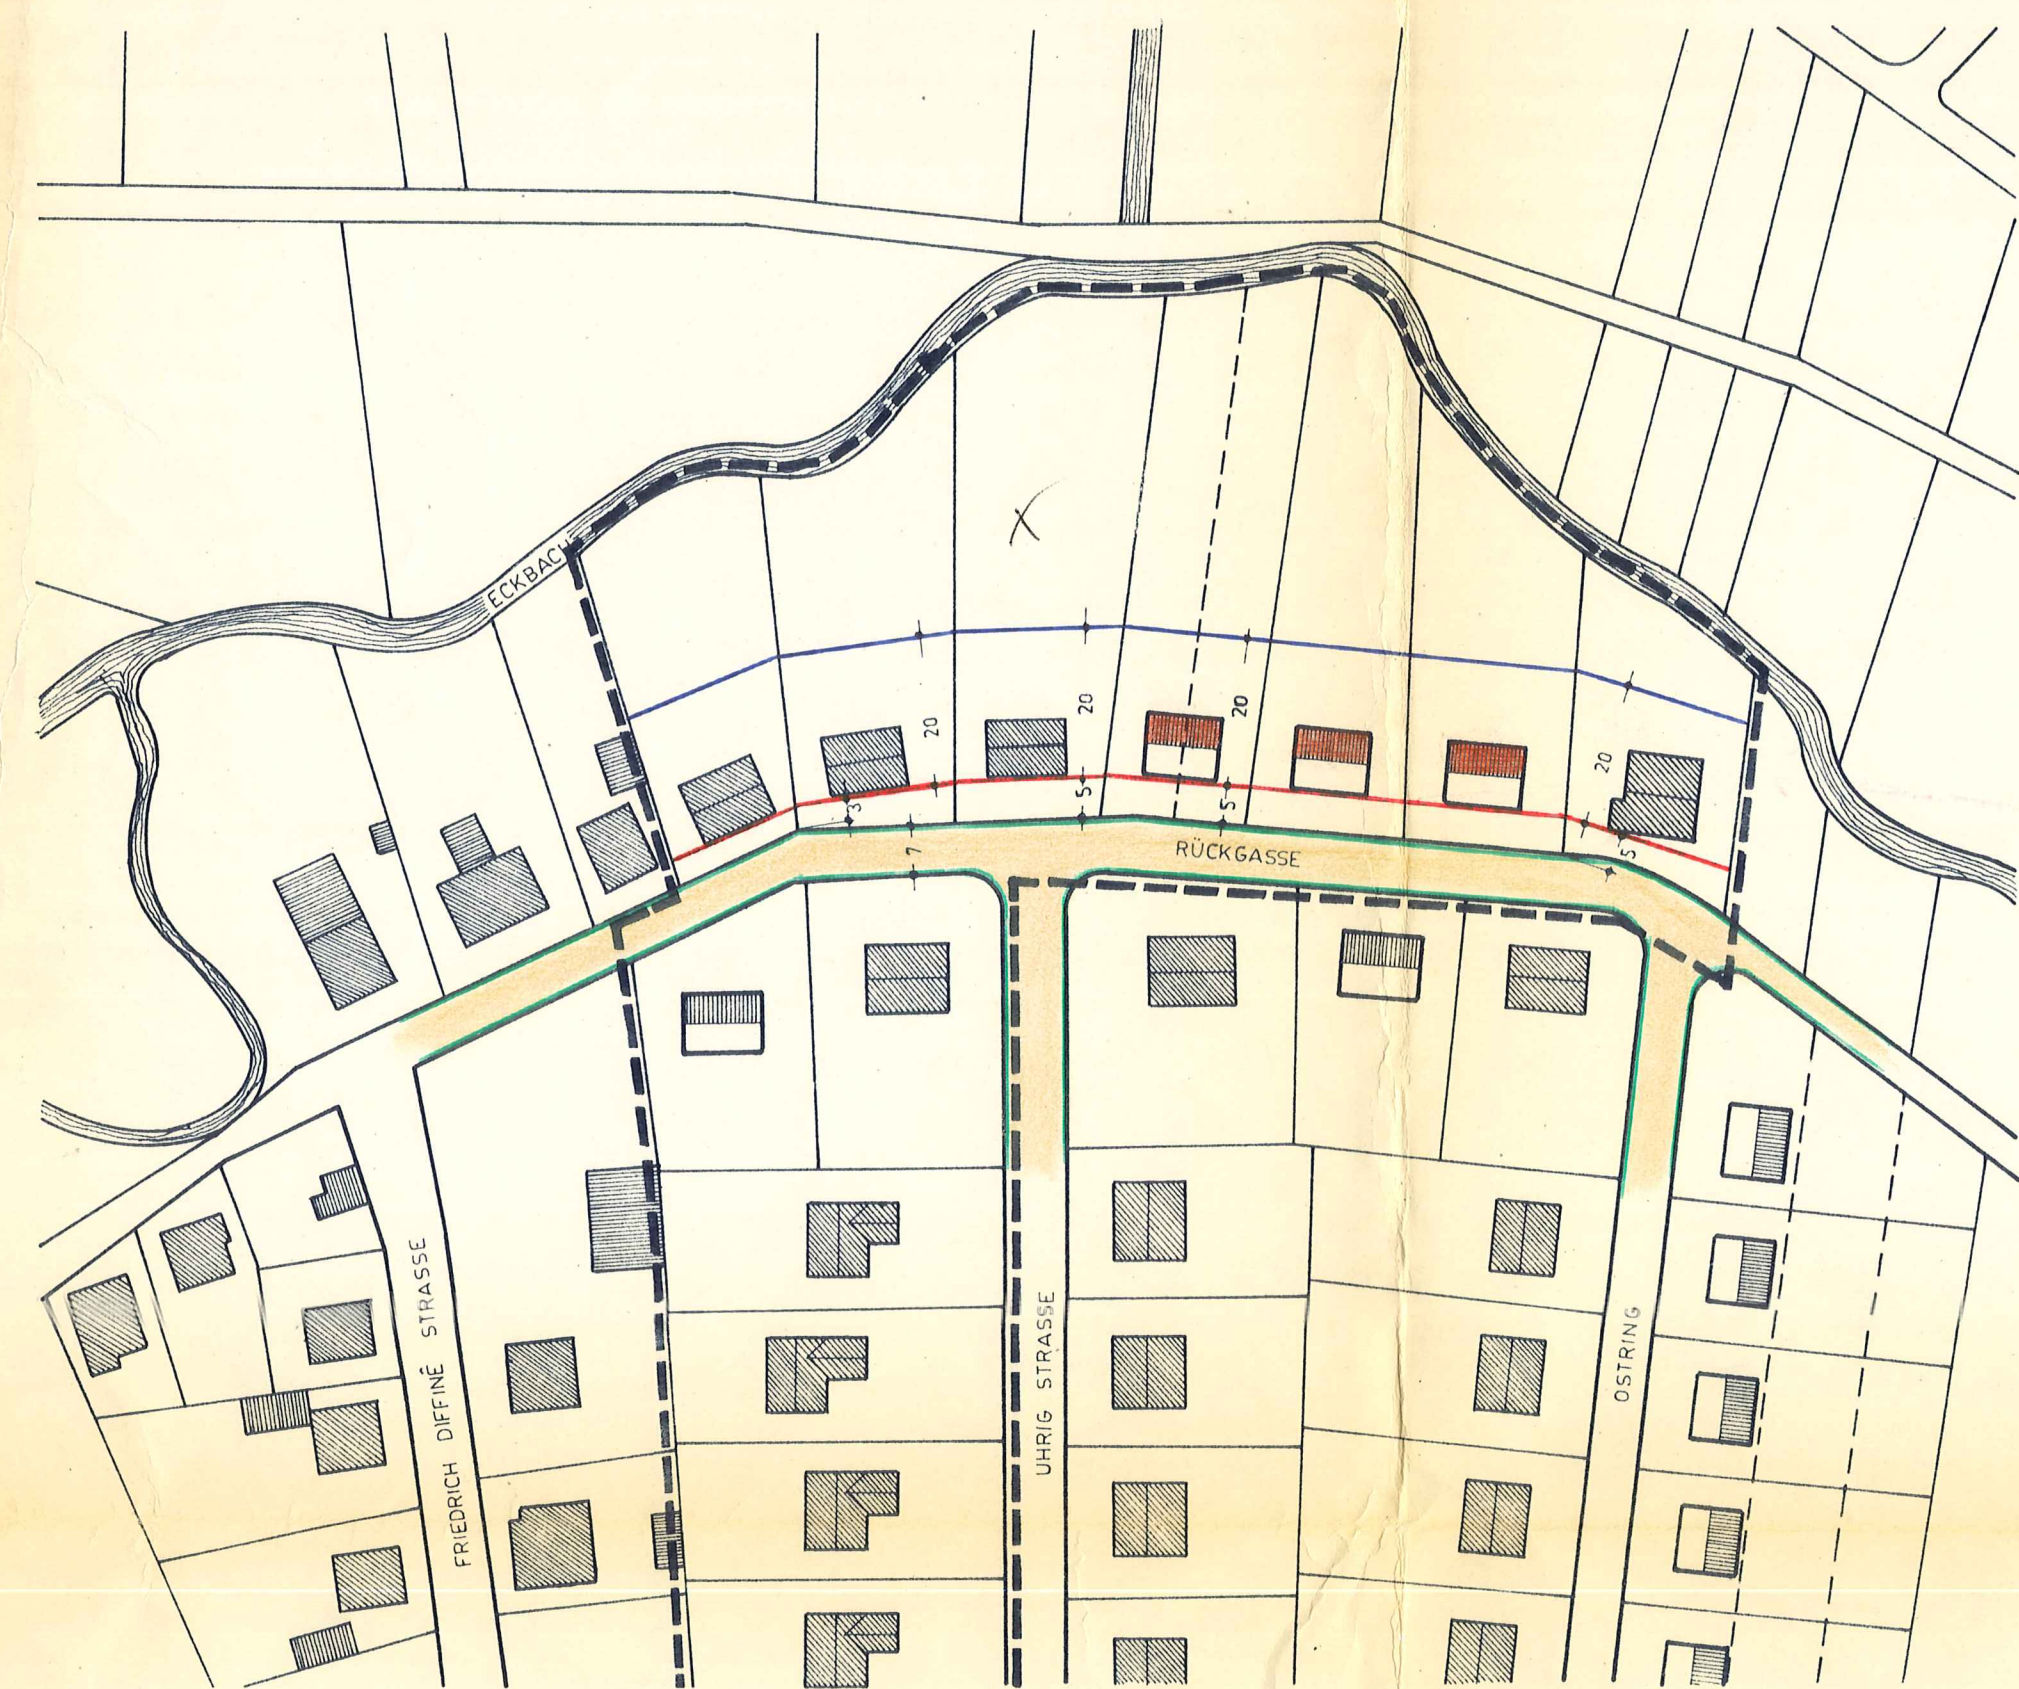 ECKBACH
20
20
20
20
3
5
5
5
7
RÜCKGASSE
FRIEDRICH DIFFINÉ STRASSE
UHRIG STRASSE
OSTRING